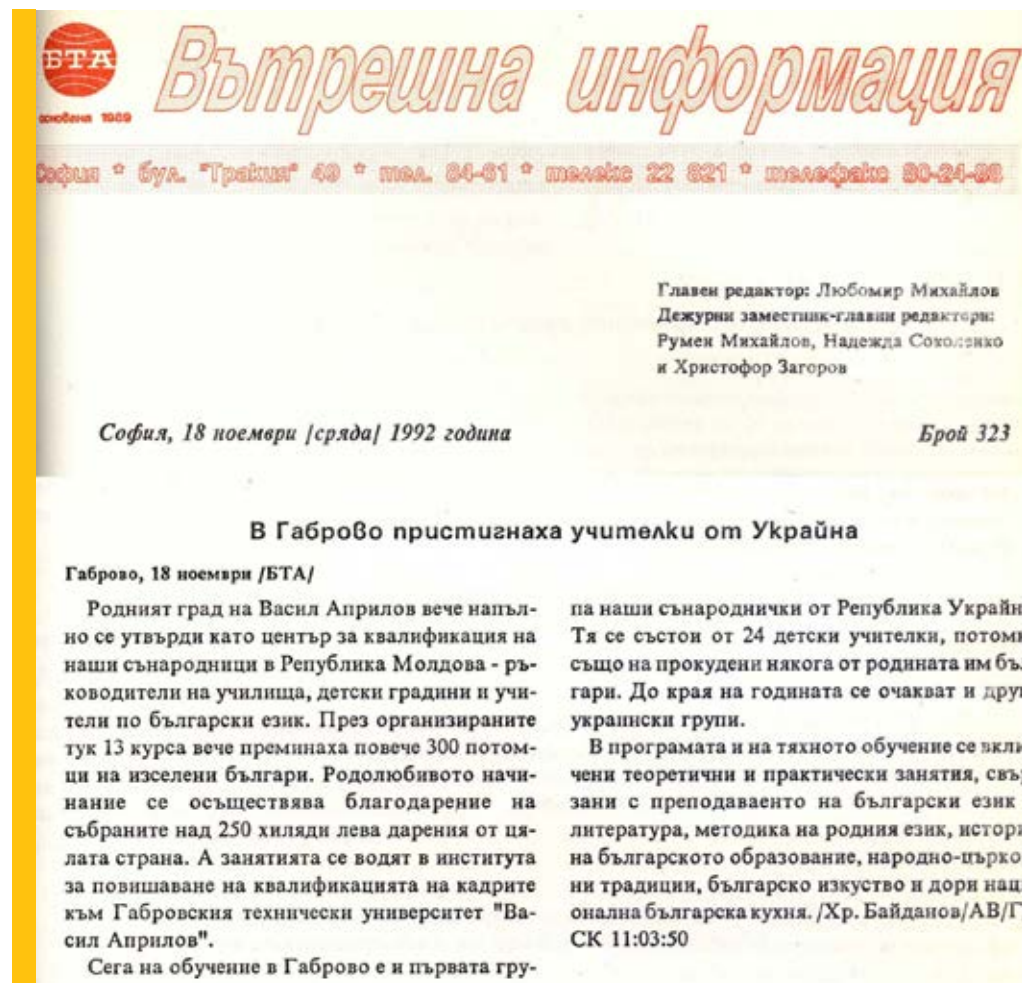 БТА
основана 1989
Вътрешна информация
София * бул. "Тракия" 49 * тел. 84-61 * телекс 22 821 * телефакс 80-24-88
Главен редактор: Любомир Михайлов
Дежурни заместник-главни редактори:
Румен Михайлов, Надежда Соколенко
и Христофор Загоров
София, 18 ноември /сряда/ 1992 година
Брой 323
В Габрово пристигнаха учителки от Украйна
Габрово, 18 ноември /БТА/
Родният град на Васил Априлов вече напъл-
но се утвърди като център за квалификация на
наши сънародници в Република Молдова - ръ-
ководители на училища, детски градини и учи-
тели по български език. През организираните
тук 13 курса вече преминаха повече 300 потом-
ци на изселени българи. Родолюбивото начи-
нание се осъществява благодарение на
събраните над 250 хиляди лева дарения от ця-
лата страна. А занятията се водят в института
за повишаване на квалификацията на кадрите
към Габровския технически университет "Ва-
сил Априлов".
Сега на обучение в Габрово е и първата гру-
па наши сънароднички от Република Украйн
Тя се състои от 24 детски учителки, потомк
също на прокудени някога от родината им бъл
гари. До края на годината се очакват и друг
украински групи.
В програмата и на тяхното обучение се вклю
чени теоретични и практически занятия, свър
зани с преподаваенто на български език
литература, методика на родния език, истори
на българското образование, народно-църко
ни традиции, българско изкуство и дори наци
онална българска кухня. /Хр. Байданов/АВ/Г
СК 11:03:50